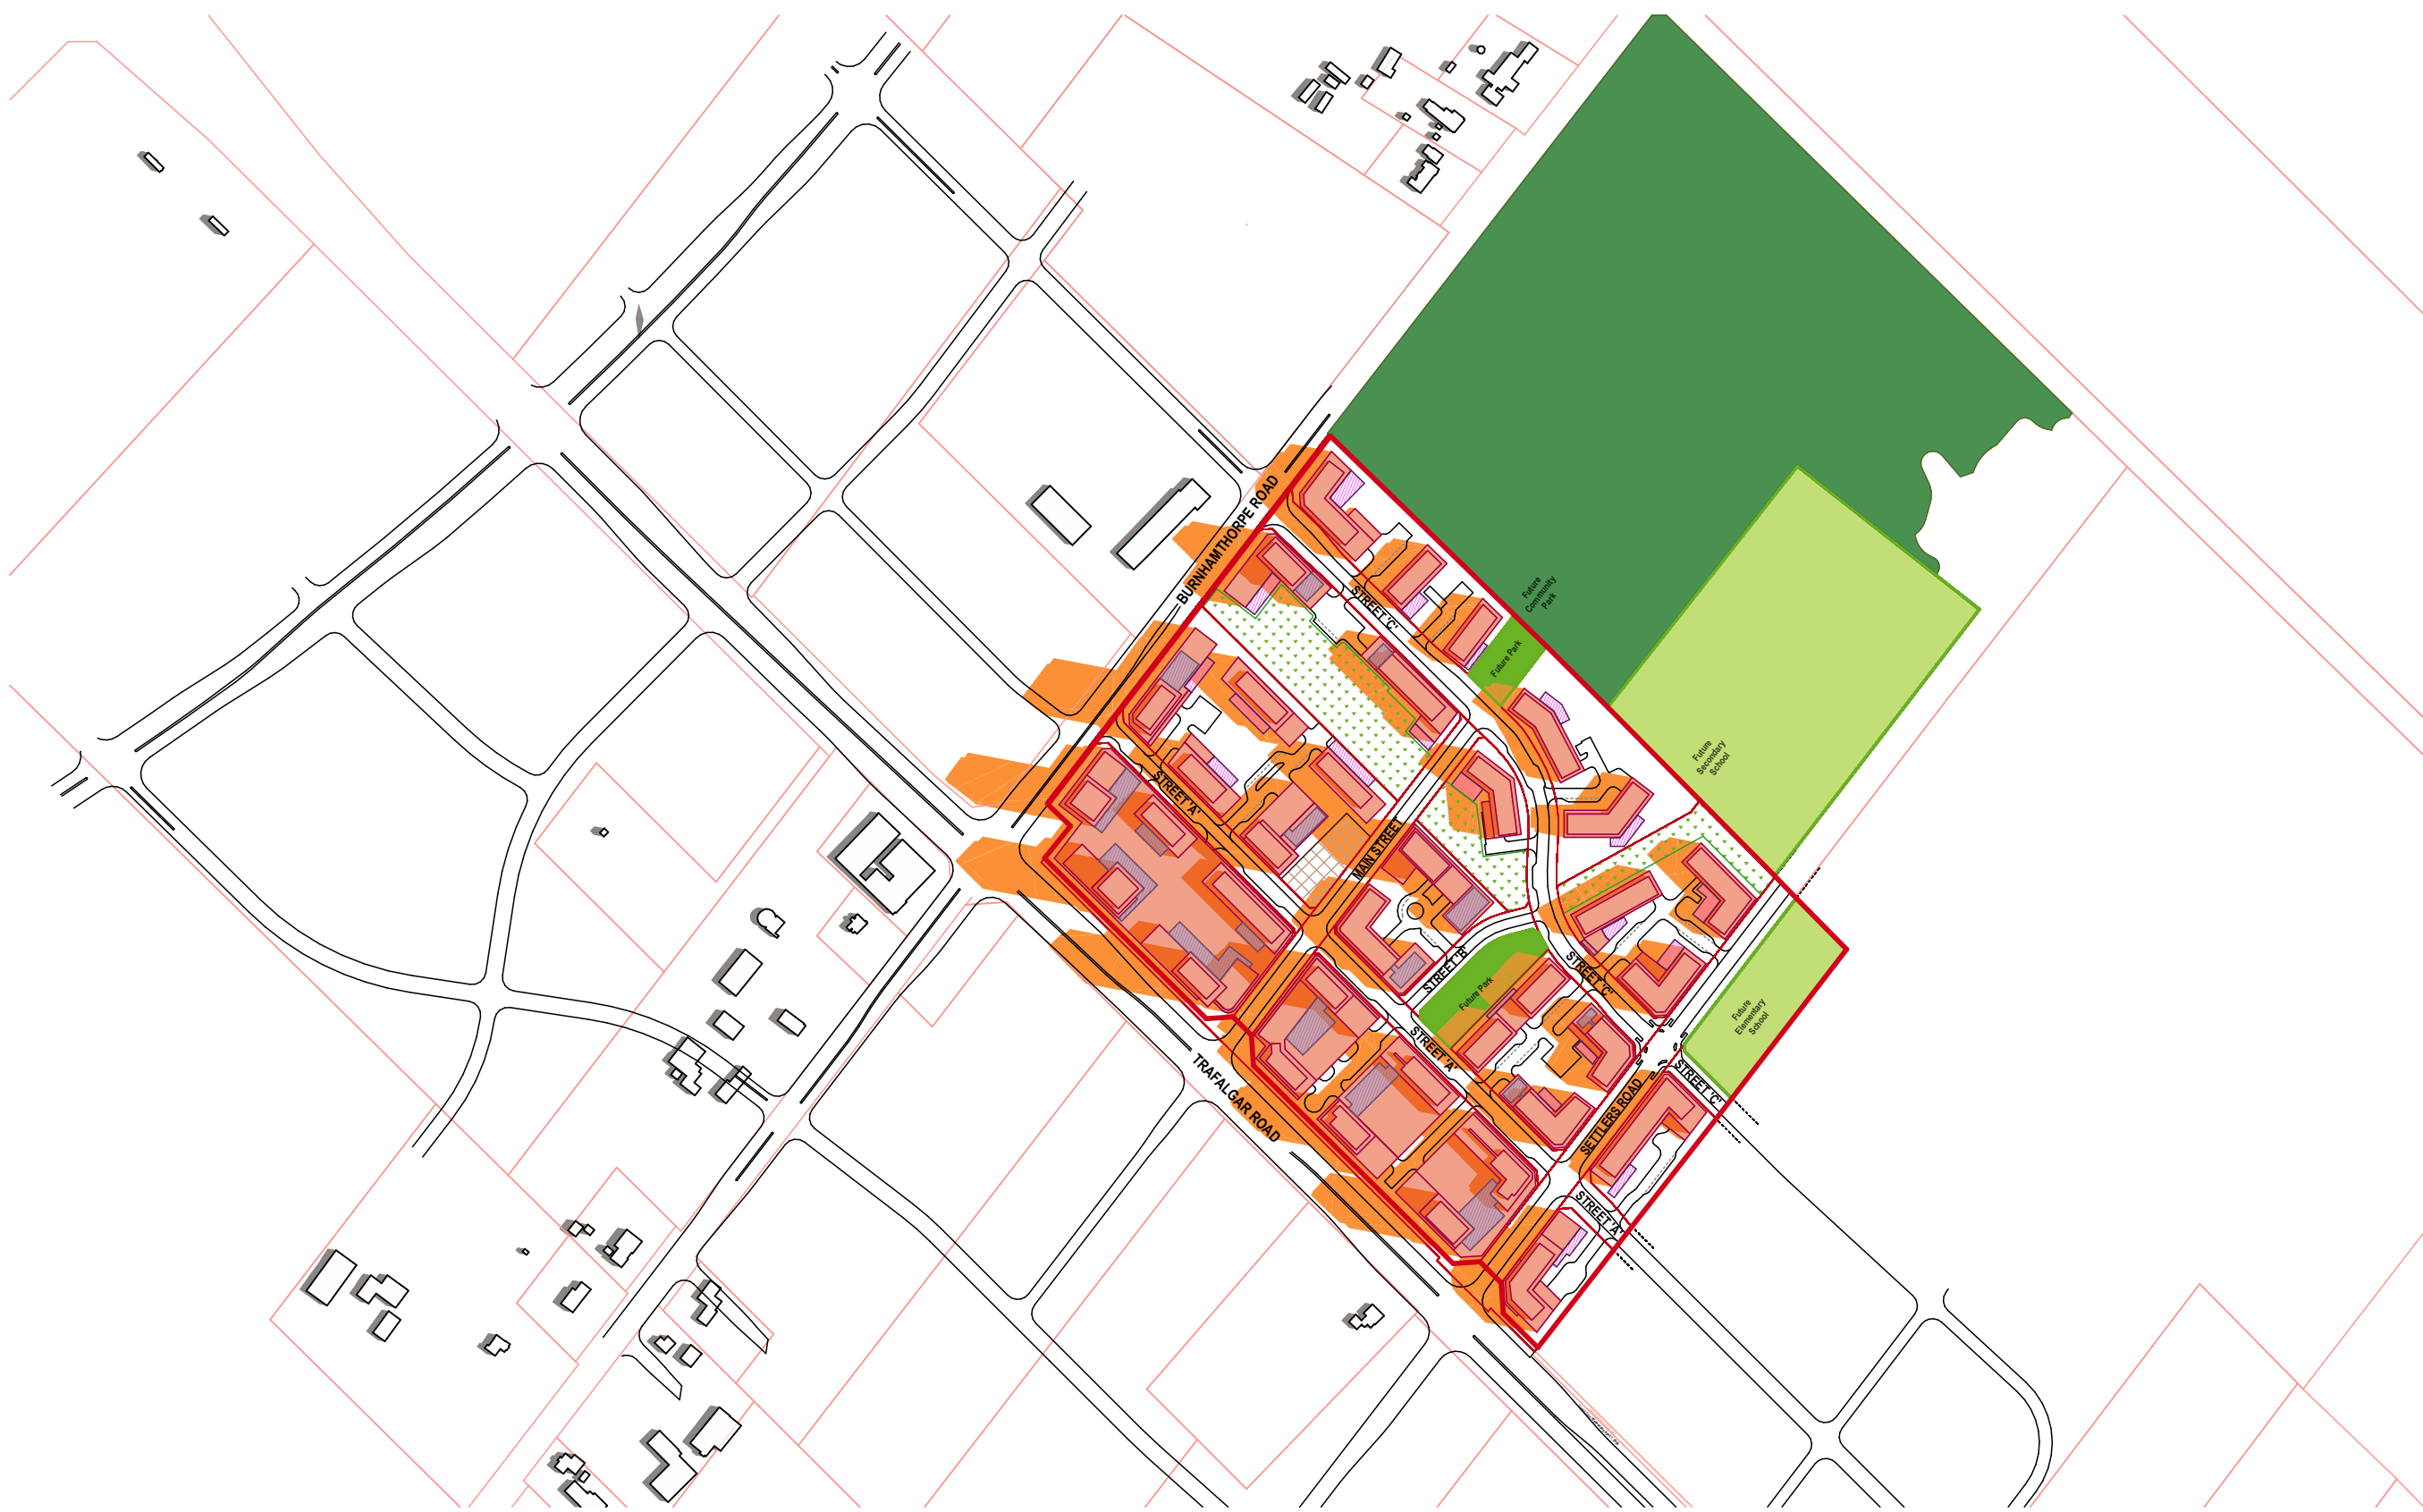 BURNHAMTHORPE ROAD
STREET 'C'
Future
Community
Park
Future Park
Future
Secondary
School
STREET 'A'
MAIN STREET
STREET 'B'
Future Park
STREET 'C'
Future
Elementary
School
STREET 'A'
TRAFALGAR ROAD
SETTLERS ROAD
STREET 'C'
STREET 'A'